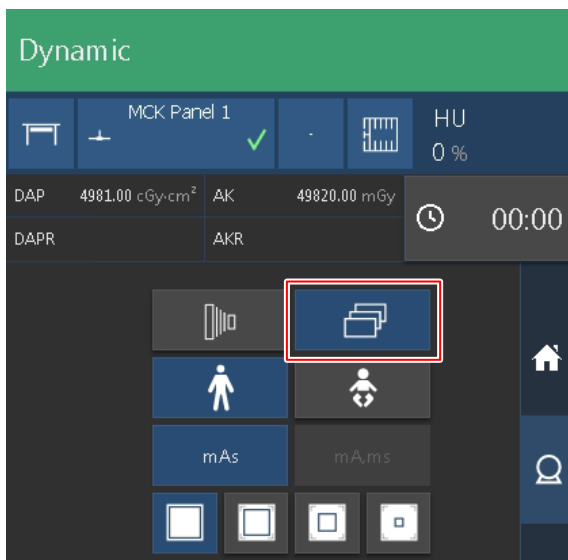 Dynamic
MCK Panel 1
HU
0 %
DAP 4981.00 cGy·cm² AK 49820.00 mGy
00:00
DAPR AKR
mAs mA,ms